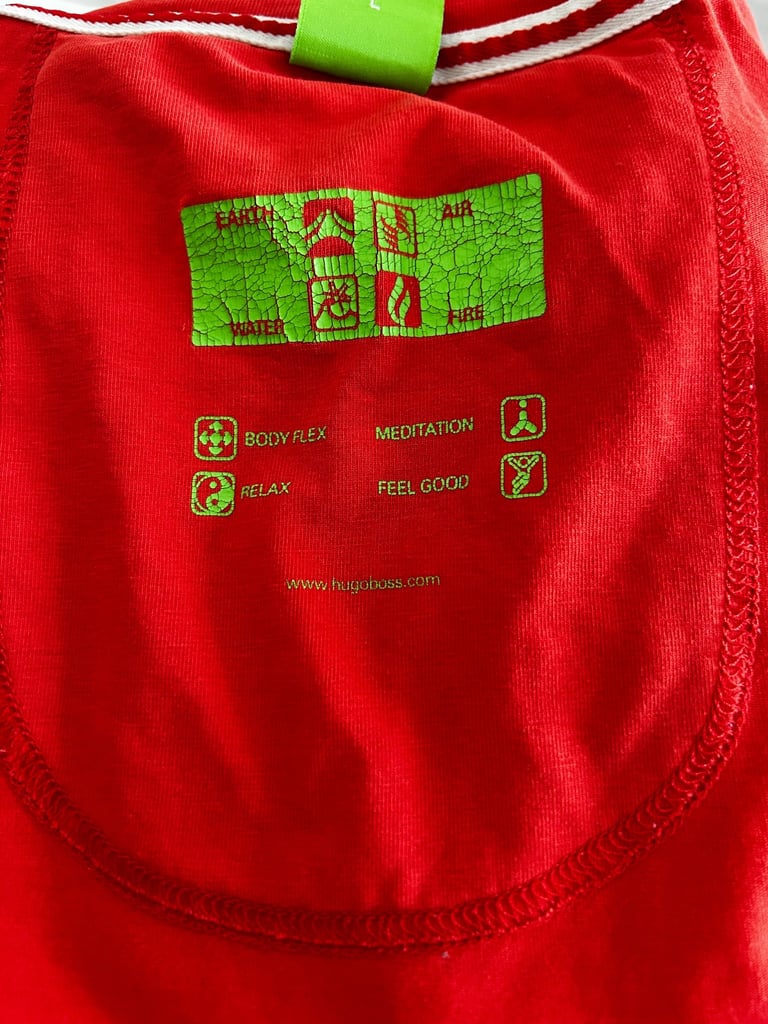 EARTH AIR
WATER FIRE
BODY FLEX MEDITATION
RELAX FEEL GOOD
www.hugoboss.com